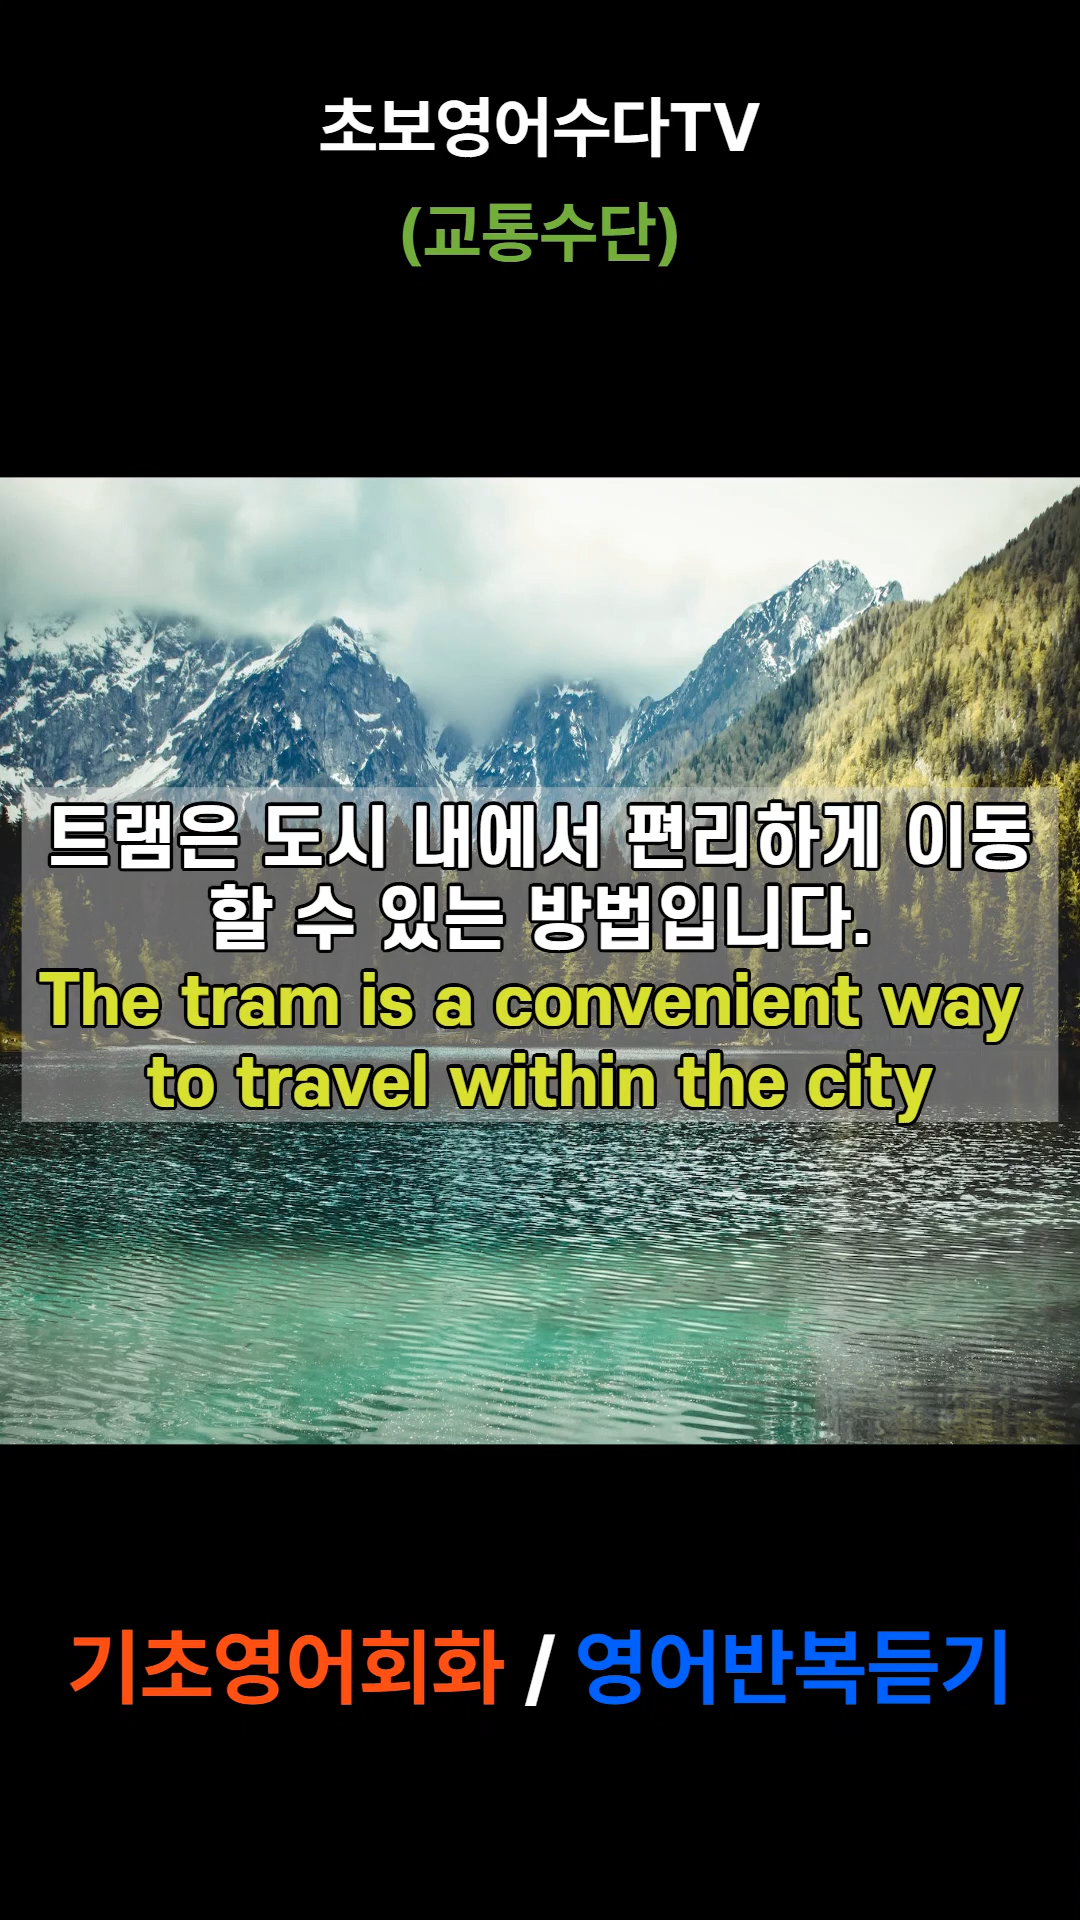 초보영어수다TV
(교통수단)
트램은 도시 내에서 편리하게 이동
할 수 있는 방법입니다.
The tram is a convenient way
to travel within the city
기초영어회화 / 영어반복듣기